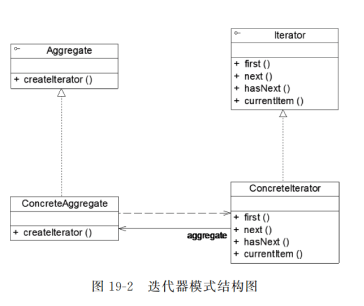 Aggregate
+ createIterator ()
Iterator
+ first ()
+ next ()
+ hasNext ()
+ currentItem ()
ConcreteAggregate
+ createIterator ()
aggregate
ConcreteIterator
+ first ()
+ next ()
+ hasNext ()
+ currentItem ()
图 19-2 迭代器模式结构图